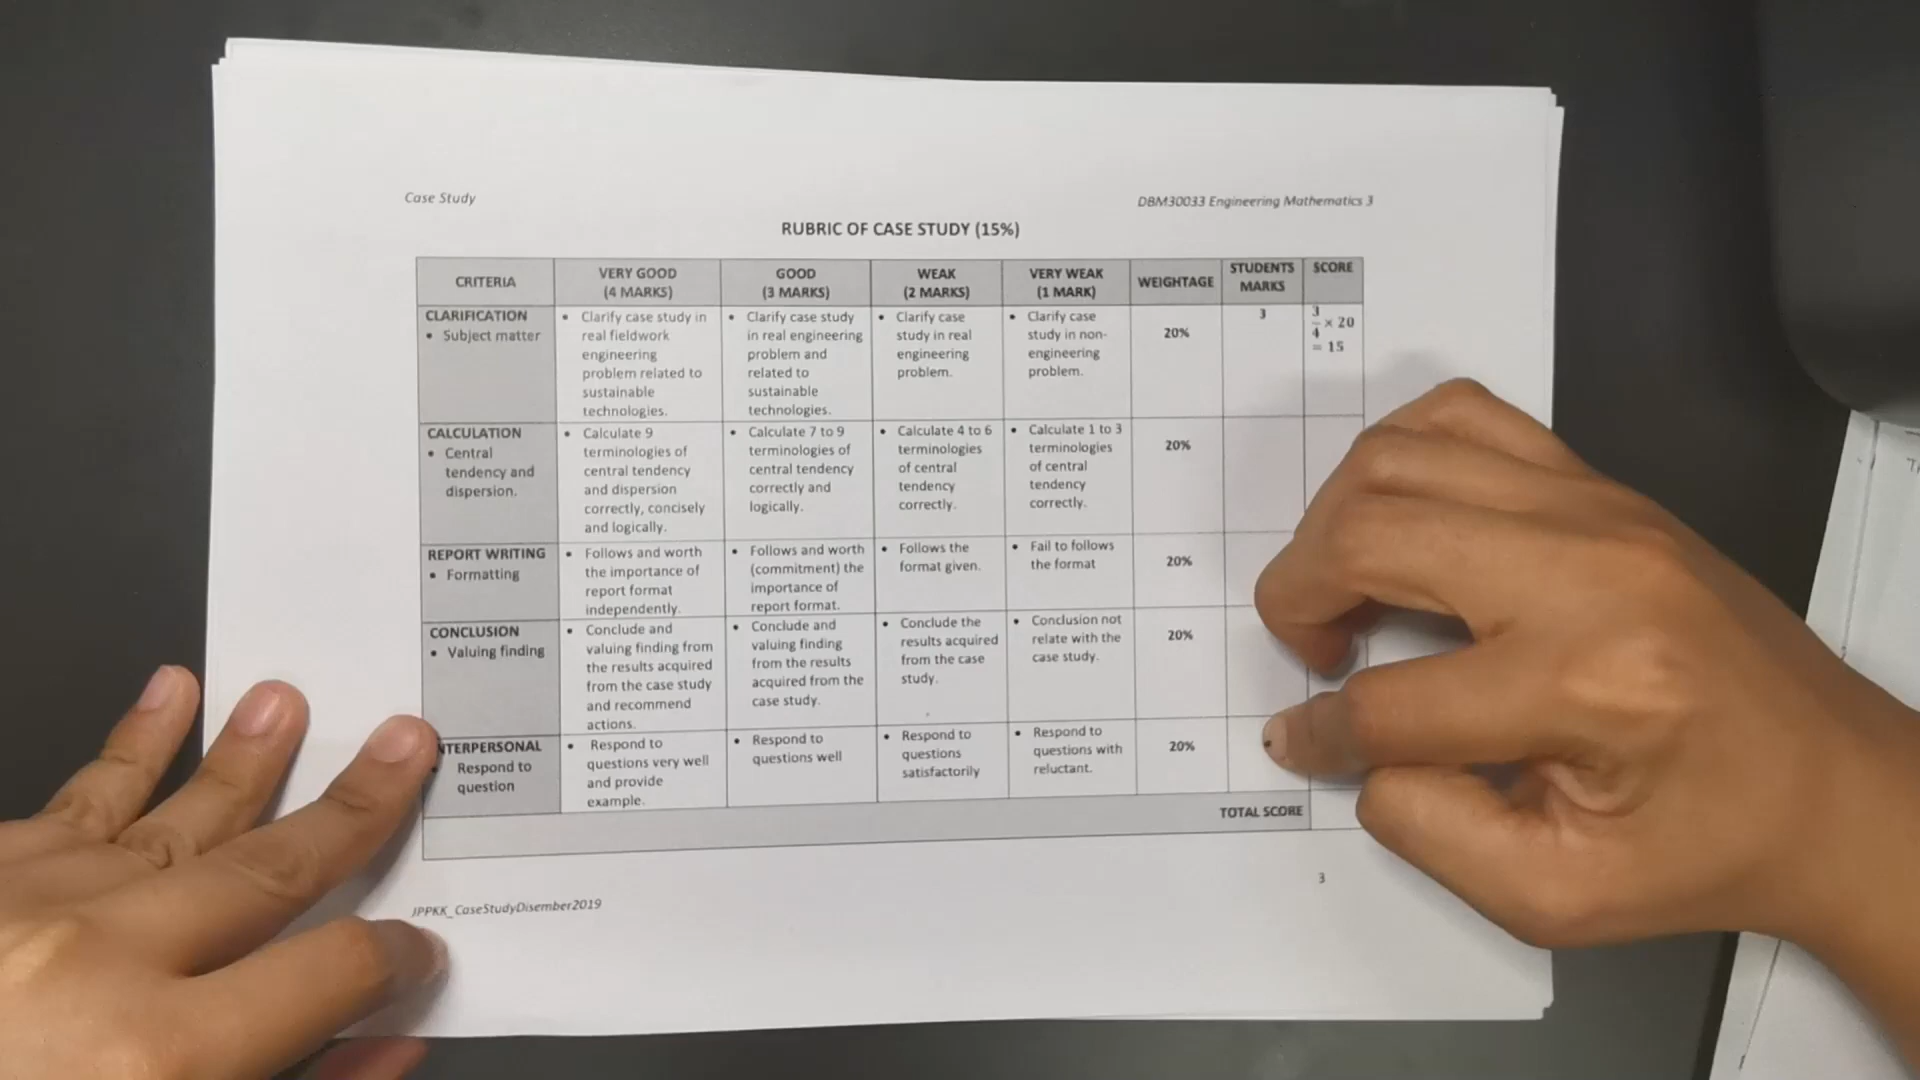 Case Study
DBM30033 Engineering Mathematics 3
RUBRIC OF CASE STUDY (15%)
CRITERIA
VERY GOOD
(4 MARKS)
GOOD
(3 MARKS)
WEAK
(2 MARKS)
VERY WEAK
(1 MARK)
WEIGHTAGE
STUDENTS
MARKS
SCORE
CLARIFICATION
• Subject matter
• Clarify case study in
real fieldwork
engineering
problem related to
sustainable
technologies.
• Clarify case study
in real engineering
problem and
related to
sustainable
technologies.
• Clarify case
study in real
engineering
problem.
• Clarify case
study in non-
engineering
problem.
20%
3
3
4 × 20
= 15
CALCULATION
• Central
tendency and
dispersion.
• Calculate 9
terminologies of
central tendency
and dispersion
correctly, concisely
and logically.
• Calculate 7 to 9
terminologies of
central tendency
correctly and
logically.
• Calculate 4 to 6
terminologies
of central
tendency
correctly.
• Calculate 1 to 3
terminologies
of central
tendency
correctly.
20%
REPORT WRITING
• Formatting
• Follows and worth
the importance of
report format
independently.
• Follows and worth
(commitment) the
importance of
report format.
• Follows the
format given.
• Fail to follows
the format
20%
CONCLUSION
• Valuing finding
• Conclude and
valuing finding from
the results acquired
from the case study
and recommend
actions.
• Conclude and
valuing finding
from the results
acquired from the
case study.
• Conclude the
results acquired
from the case
study.
• Conclusion not
relate with the
case study.
20%
NTERPERSONAL
• Respond to
question
• Respond to
questions very well
and provide
example.
• Respond to
questions well
• Respond to
questions
satisfactorily
• Respond to
questions with
reluctant.
20%
TOTAL SCORE
3
JPPKK_CaseStudyDisember2019